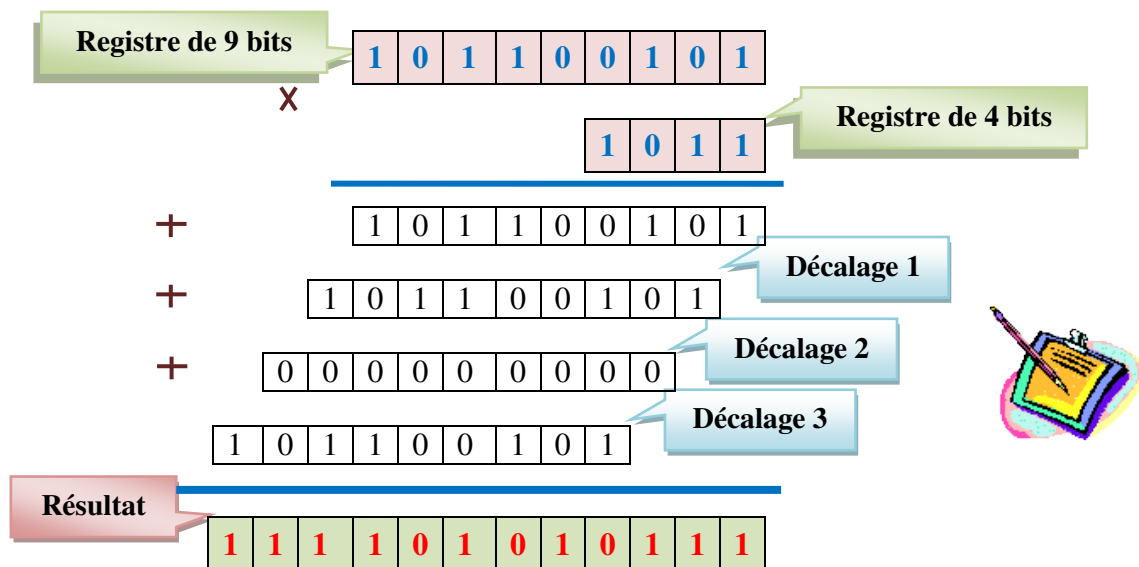 Registre de 9 bits
1 0 1 1 0 0 1 0 1
x
Registre de 4 bits
1 0 1 1
+ 1 0 1 1 0 0 1 0 1
Décalage 1
+ 1 0 1 1 0 0 1 0 1
Décalage 2
+ 0 0 0 0 0 0 0 0 0
Décalage 3
1 0 1 1 0 0 1 0 1
Résultat
1 1 1 1 0 1 0 1 0 1 1 1